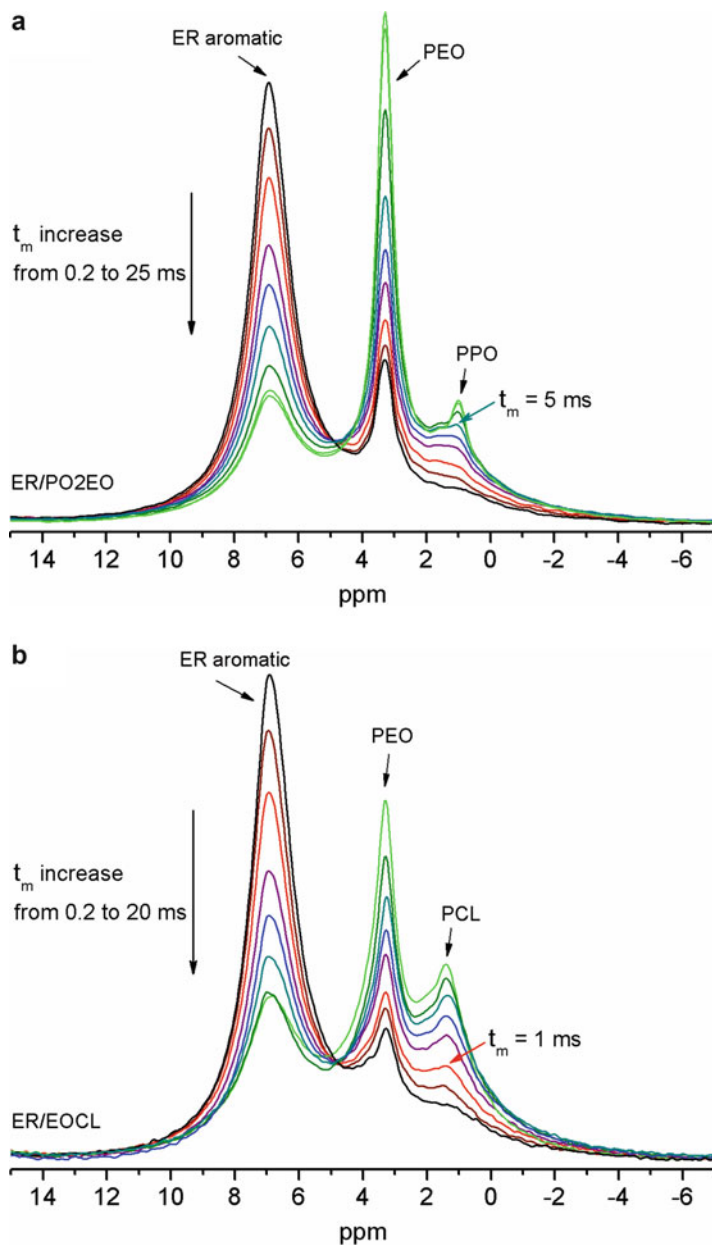 a
ER aromatic
PEO
t_m increase
from 0.2 to 25 ms
PPO
t_m = 5 ms
ER/PO2EO
14 12 10 8 6 4 2 0 -2 -4 -6
ppm
b
ER aromatic
PEO
t_m increase
from 0.2 to 20 ms
PCL
t_m = 1 ms
ER/EOCL
14 12 10 8 6 4 2 0 -2 -4 -6
ppm